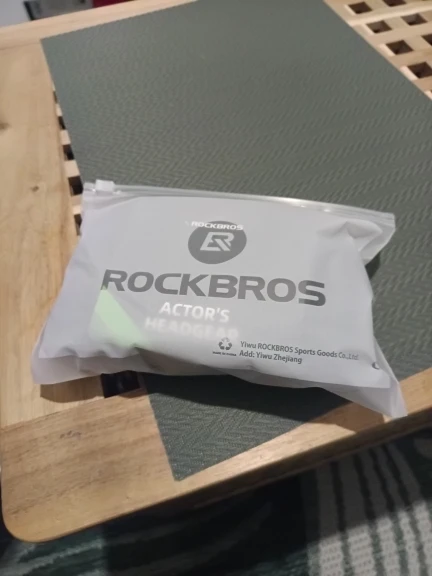 ROCKBROS
ROCKBROS
ACTOR'S
HEADGEAR
Yiwu ROCKBROS Sports Goods Co.,Ltd
Add: Yiwu Zhejiang